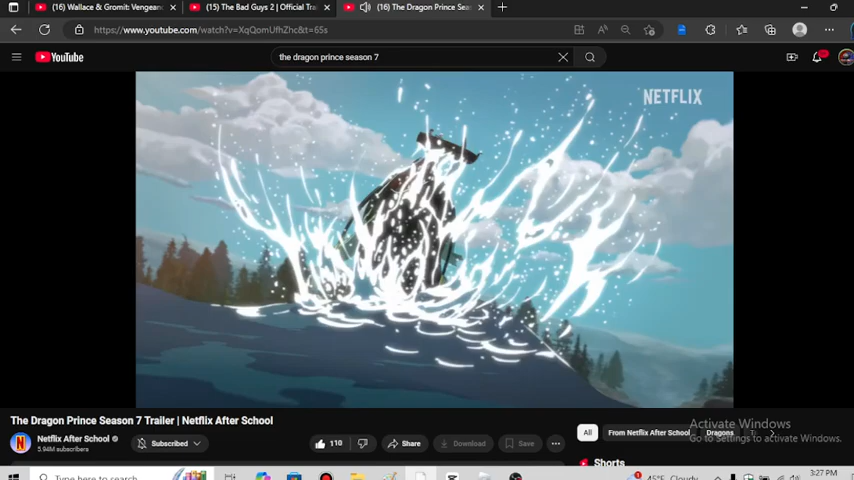 (16) Wallace & Gromit: Vengeanc
(15) The Bad Guys 2 | Official Trai
(16) The Dragon Prince Sea
https://www.youtube.com/watch?v=XqQomUfhZhc&t=65s
YouTube
the dragon prince season 7
NETFLIX
The Dragon Prince Season 7 Trailer | Netflix After School
N
Netflix After School
5.94M subscribers
Subscribed
110
Share
Download
Save
All
From Netflix After School
Dragons
Activate Windows
Go to Settings to activate Windows.
Shorts
Type here to search
45°F Cloudy
3:27 PM